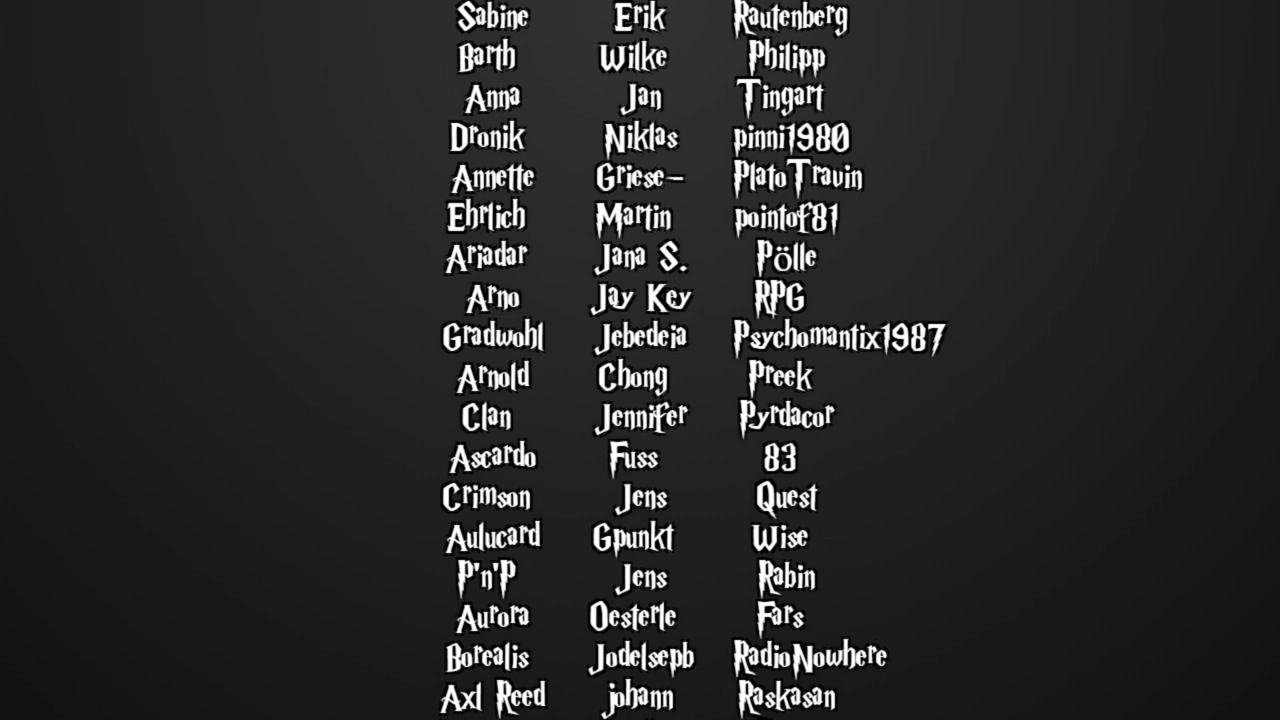 Sabine Erik Rautenberg
Barth Wilke Philipp
Anna Jan Tingart
Dronik Niklas pinni1980
Annette Griese- PlatoTravin
Ehrlich Martin pointof81
Ariadar Jana S. Pölle
Arno Jay Key RPG
Gradwohl Jebedeia Psychomantix1987
Arnold Chong Preek
Clan Jennifer Pyrdacor
Ascardo Fuss 83
Crimson Jens Quest
Aulucard Gpunkt Wise
P'n'P Jens Rabin
Aurora Oesterle Fars
Borealis Jodelsepb RadioNowhere
Axl Reed johann Raskasan